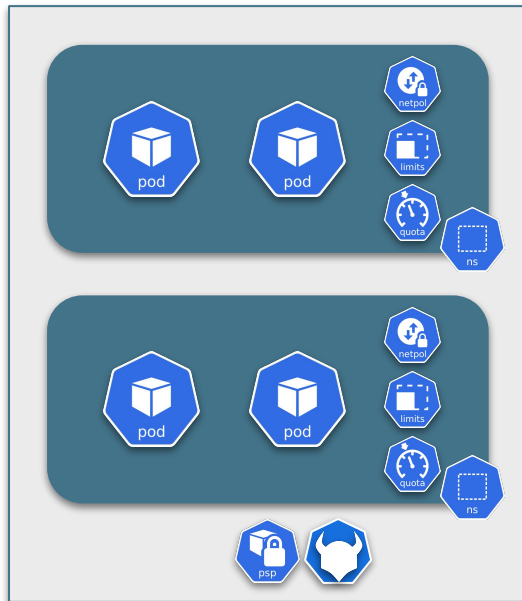 netpol
pod
pod
limits
quota
ns
netpol
pod
pod
limits
quota
ns
psp